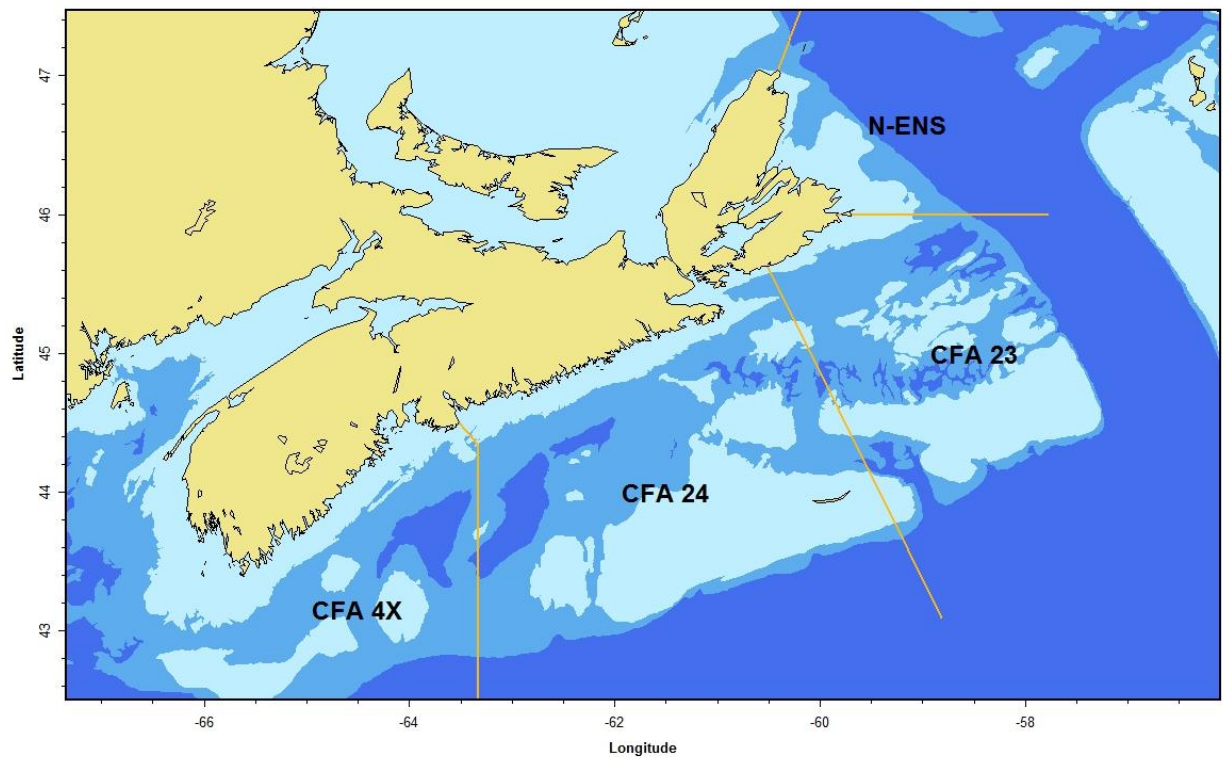 47
N-ENS
46
Latitude
45
CFA 23
44
CFA 24
CFA 4X
43
-66 -64 -62 -60 -58
Longitude